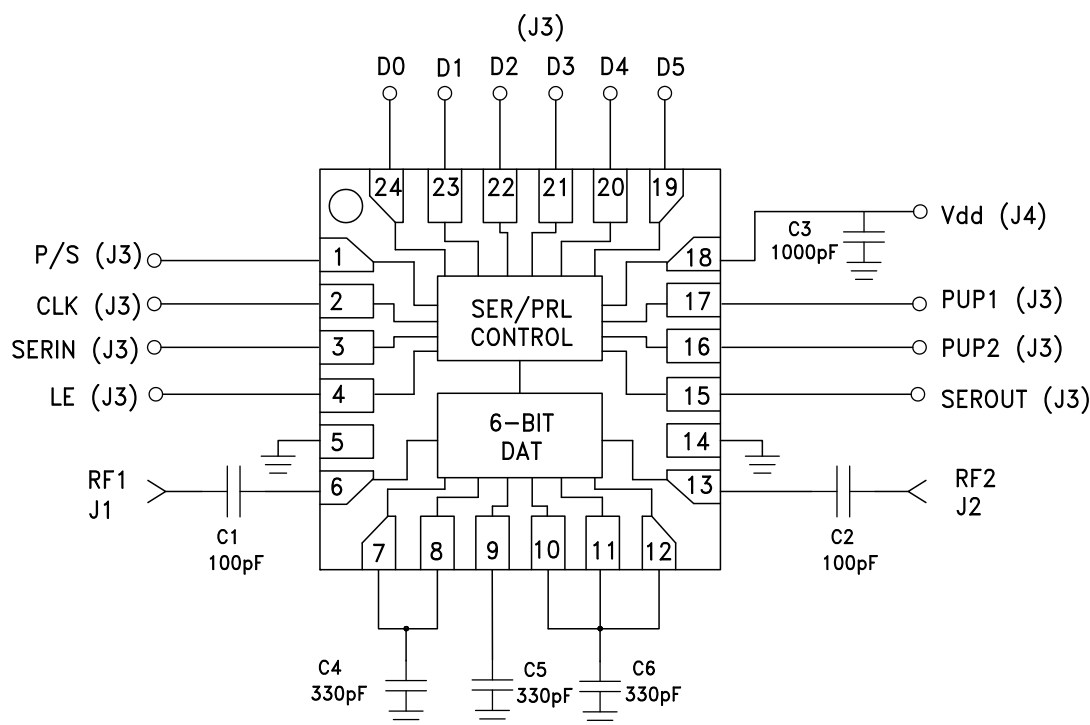 (J3)
D0 D1 D2 D3 D4 D5
24 23 22 21 20 19
P/S (J3)
CLK (J3)
SERIN (J3)
LE (J3)
1
2
3
4
5
6
SER/PRL
CONTROL
6-BIT
DAT
18
17
16
15
14
13
C3
1000pF
Vdd (J4)
PUP1 (J3)
PUP2 (J3)
SEROUT (J3)
RF1
J1
C1
100pF
RF2
J2
C2
100pF
7 8 9 10 11 12
C4
330pF
C5
330pF
C6
330pF